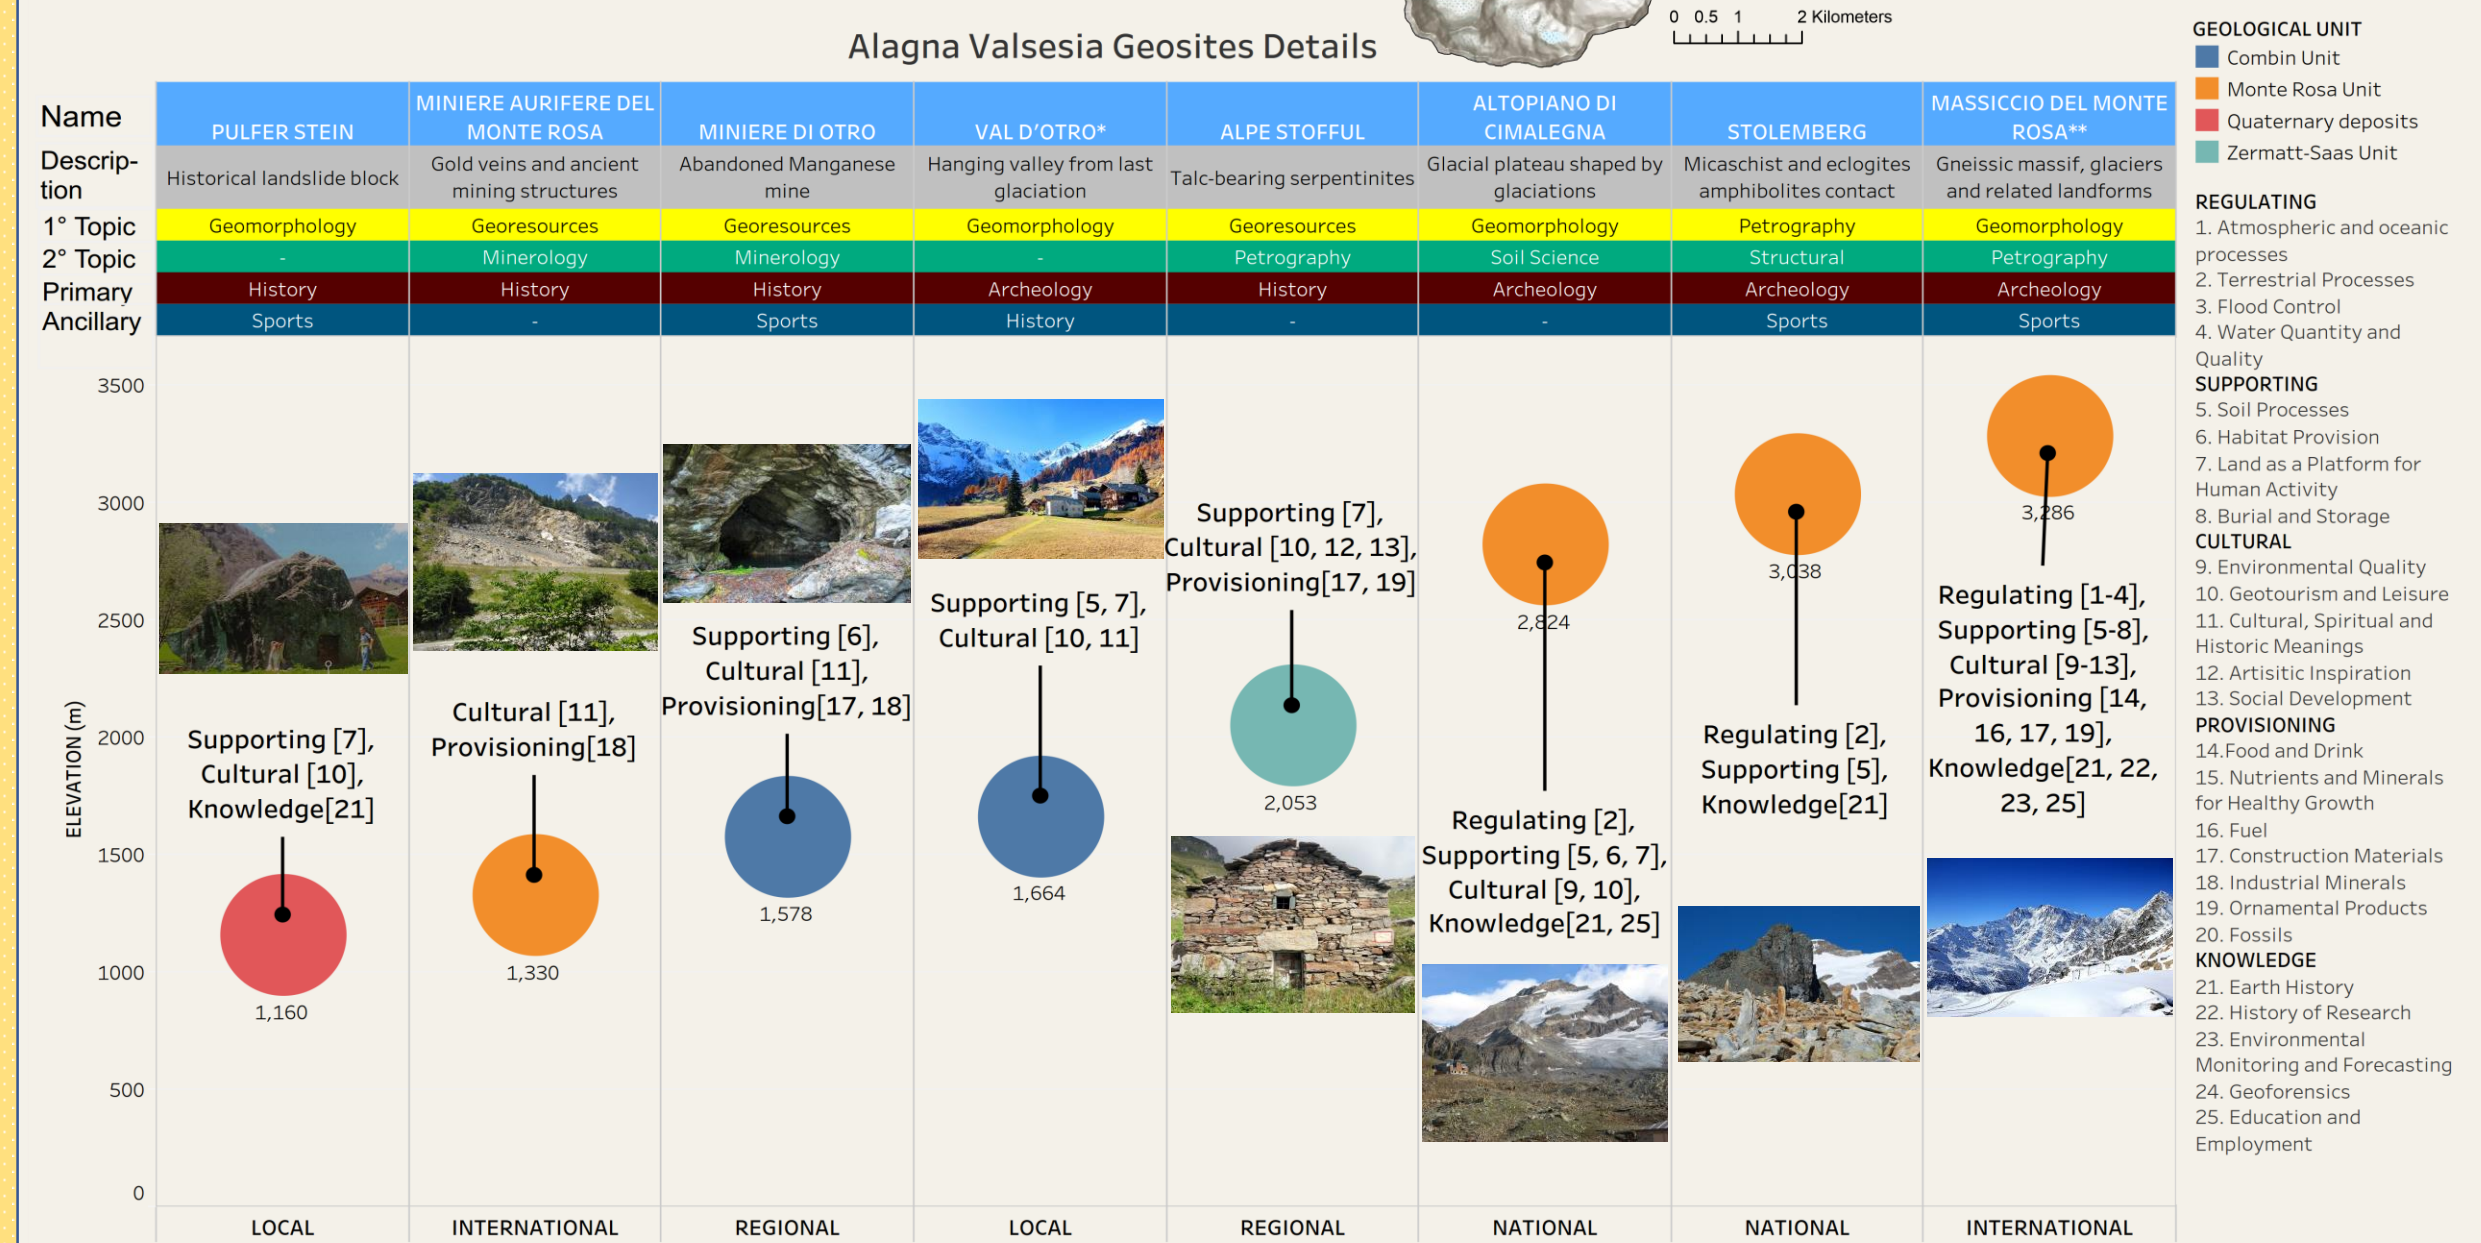 0 0.5 1 2 Kilometers
Alagna Valsesia Geosites Details
Name
PULFER STEIN
MINIERE AURIFERE DEL
MONTE ROSA
MINIERE DI OTRO
VAL D'OTRO*
ALPE STOFFUL
ALTOPIANO DI
CIMALEGNA
STOLEMBERG
MASSICCIO DEL MONTE
ROSA**
Descrip-
tion
Historical landslide block
Gold veins and ancient
mining structures
Abandoned Manganese
mine
Hanging valley from last
glaciation
Talc-bearing serpentinites
Glacial plateau shaped by
glaciations
Micaschist and eclogites
amphibolites contact
Gneissic massif, glaciers
and related landforms
1° Topic
Geomorphology
Georesources
Georesources
Geomorphology
Georesources
Geomorphology
Petrography
Geomorphology
2° Topic
-
Minerology
Minerology
-
Petrography
Soil Science
Structural
Petrography
Primary
History
History
History
Archeology
History
Archeology
Archeology
Archeology
Ancillary
Sports
-
Sports
History
-
-
Sports
Sports
ELEVATION (m)
3500
3000
2500
2000
1500
1000
500
0
Supporting [7],
Cultural [10],
Knowledge[21]
1,160
Cultural [11],
Provisioning[18]
1,330
Supporting [6],
Cultural [11],
Provisioning[17, 18]
1,578
Supporting [5, 7],
Cultural [10, 11]
1,664
Supporting [7],
Cultural [10, 12, 13],
Provisioning[17, 19]
2,053
2,824
Regulating [2],
Supporting [5, 6, 7],
Cultural [9, 10],
Knowledge[21, 25]
3,038
Regulating [2],
Supporting [5],
Knowledge[21]
3,286
Regulating [1-4],
Supporting [5-8],
Cultural [9-13],
Provisioning [14,
16, 17, 19],
Knowledge[21, 22,
23, 25]
LOCAL
INTERNATIONAL
REGIONAL
LOCAL
REGIONAL
NATIONAL
NATIONAL
INTERNATIONAL
GEOLOGICAL UNIT
Combin Unit
Monte Rosa Unit
Quaternary deposits
Zermatt-Saas Unit
REGULATING
1. Atmospheric and oceanic
processes
2. Terrestrial Processes
3. Flood Control
4. Water Quantity and
Quality
SUPPORTING
5. Soil Processes
6. Habitat Provision
7. Land as a Platform for
Human Activity
8. Burial and Storage
CULTURAL
9. Environmental Quality
10. Geotourism and Leisure
11. Cultural, Spiritual and
Historic Meanings
12. Artisitic Inspiration
13. Social Development
PROVISIONING
14.Food and Drink
15. Nutrients and Minerals
for Healthy Growth
16. Fuel
17. Construction Materials
18. Industrial Minerals
19. Ornamental Products
20. Fossils
KNOWLEDGE
21. Earth History
22. History of Research
23. Environmental
Monitoring and Forecasting
24. Geoforensics
25. Education and
Employment